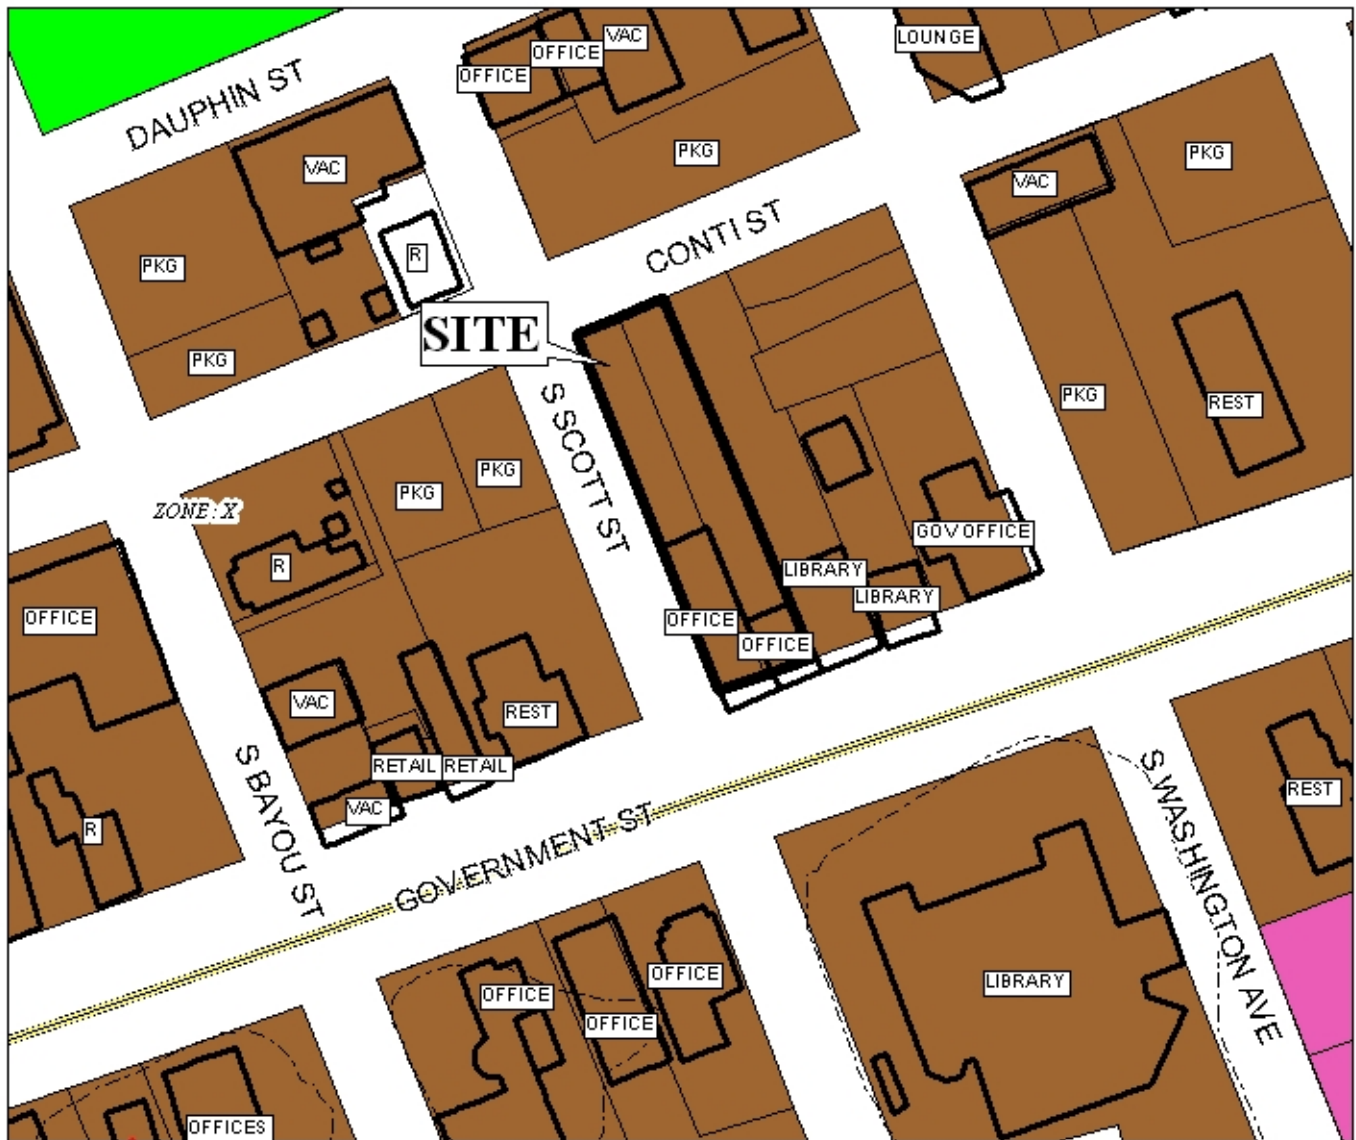 LOUNGE
VAC
OFFICE
OFFICE
DAUPHIN ST
PKG
PKG
VAC
VAC
CONTI ST
R
PKG
SITE
PKG
PKG
REST
S SCOTT ST
PKG
PKG
ZONE:X
GOV OFFICE
R
LIBRARY
LIBRARY
OFFICE
OFFICE
OFFICE
VAC
REST
RETAIL
RETAIL
S BAYOU ST
VAC
S WASHINGTON AVE
REST
R
GOVERNMENT ST
OFFICE
LIBRARY
OFFICE
OFFICE
OFFICES